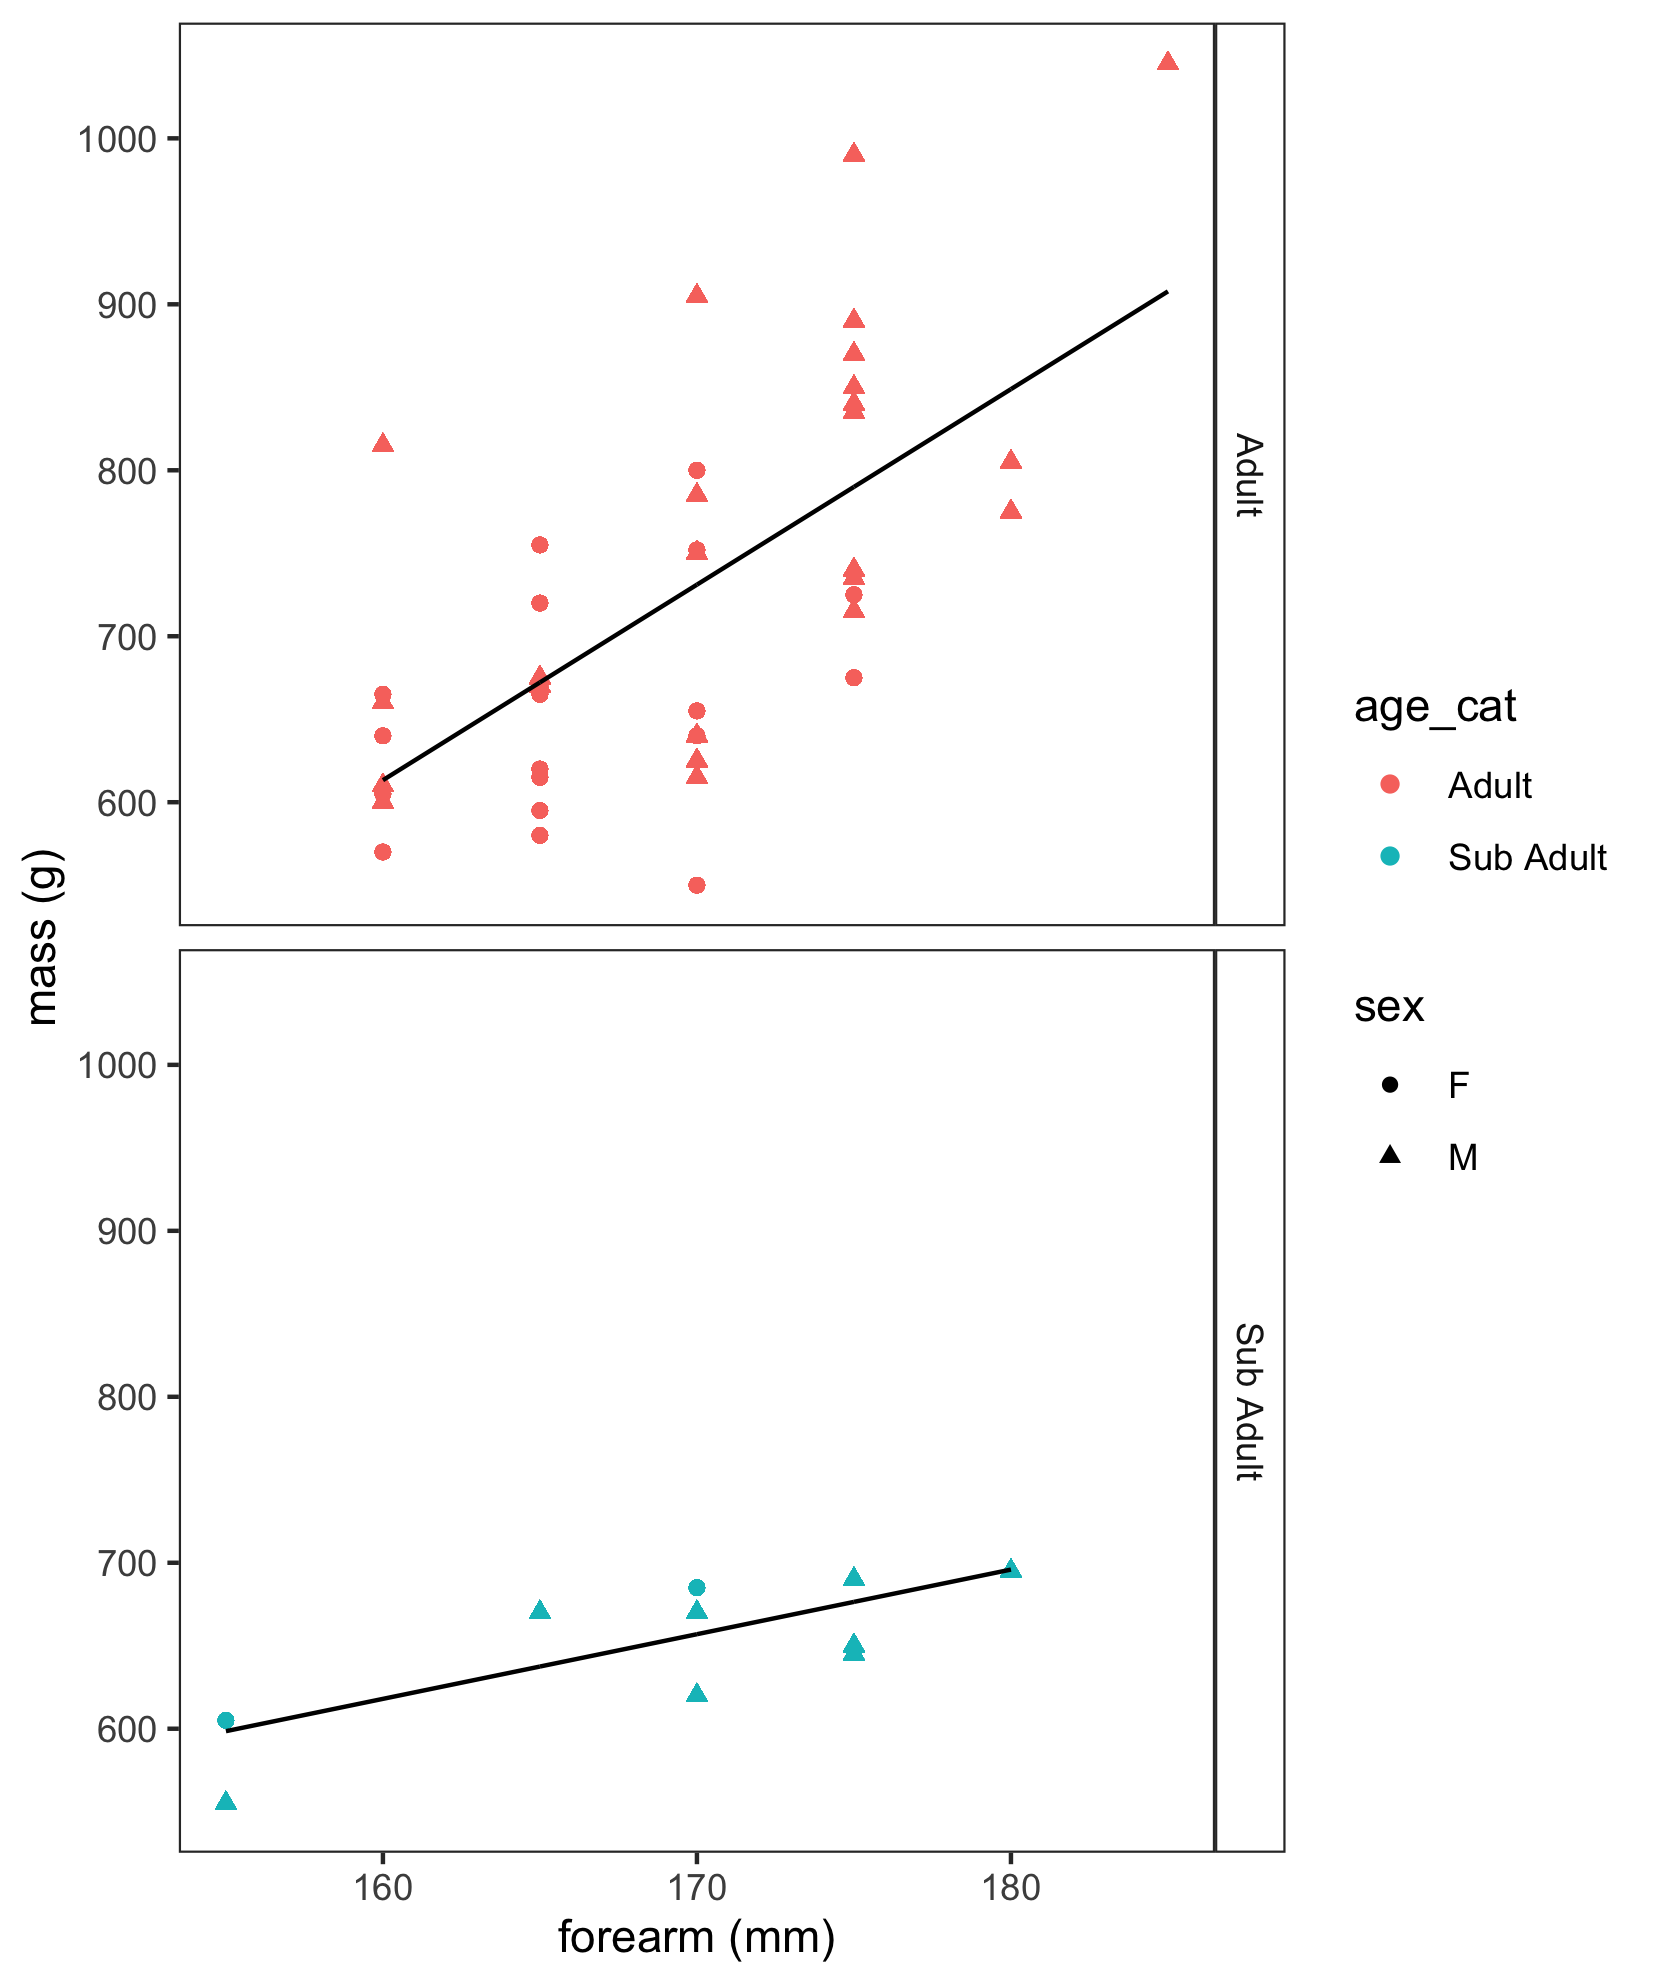 1000
900
800
700
600
Adult
mass (g)
1000
900
800
700
600
Sub Adult
160 170 180
forearm (mm)
age_cat
Adult
Sub Adult
sex
F
M